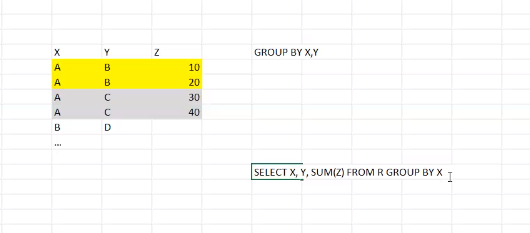 X Y Z GROUP BY X,Y
A B 10
A B 20
A C 30
A C 40
B D
...
SELECT X, Y, SUM(Z) FROM R GROUP BY X